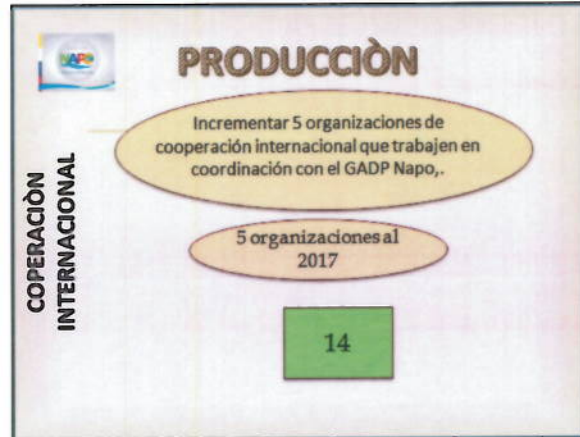 NAPO
PRODUCCIÒN
Incrementar 5 organizaciones de
cooperación internacional que trabajen en
coordinación con el GADP Napo,.
COPERACIÒN
INTERNACIONAL
5 organizaciones al
2017
14